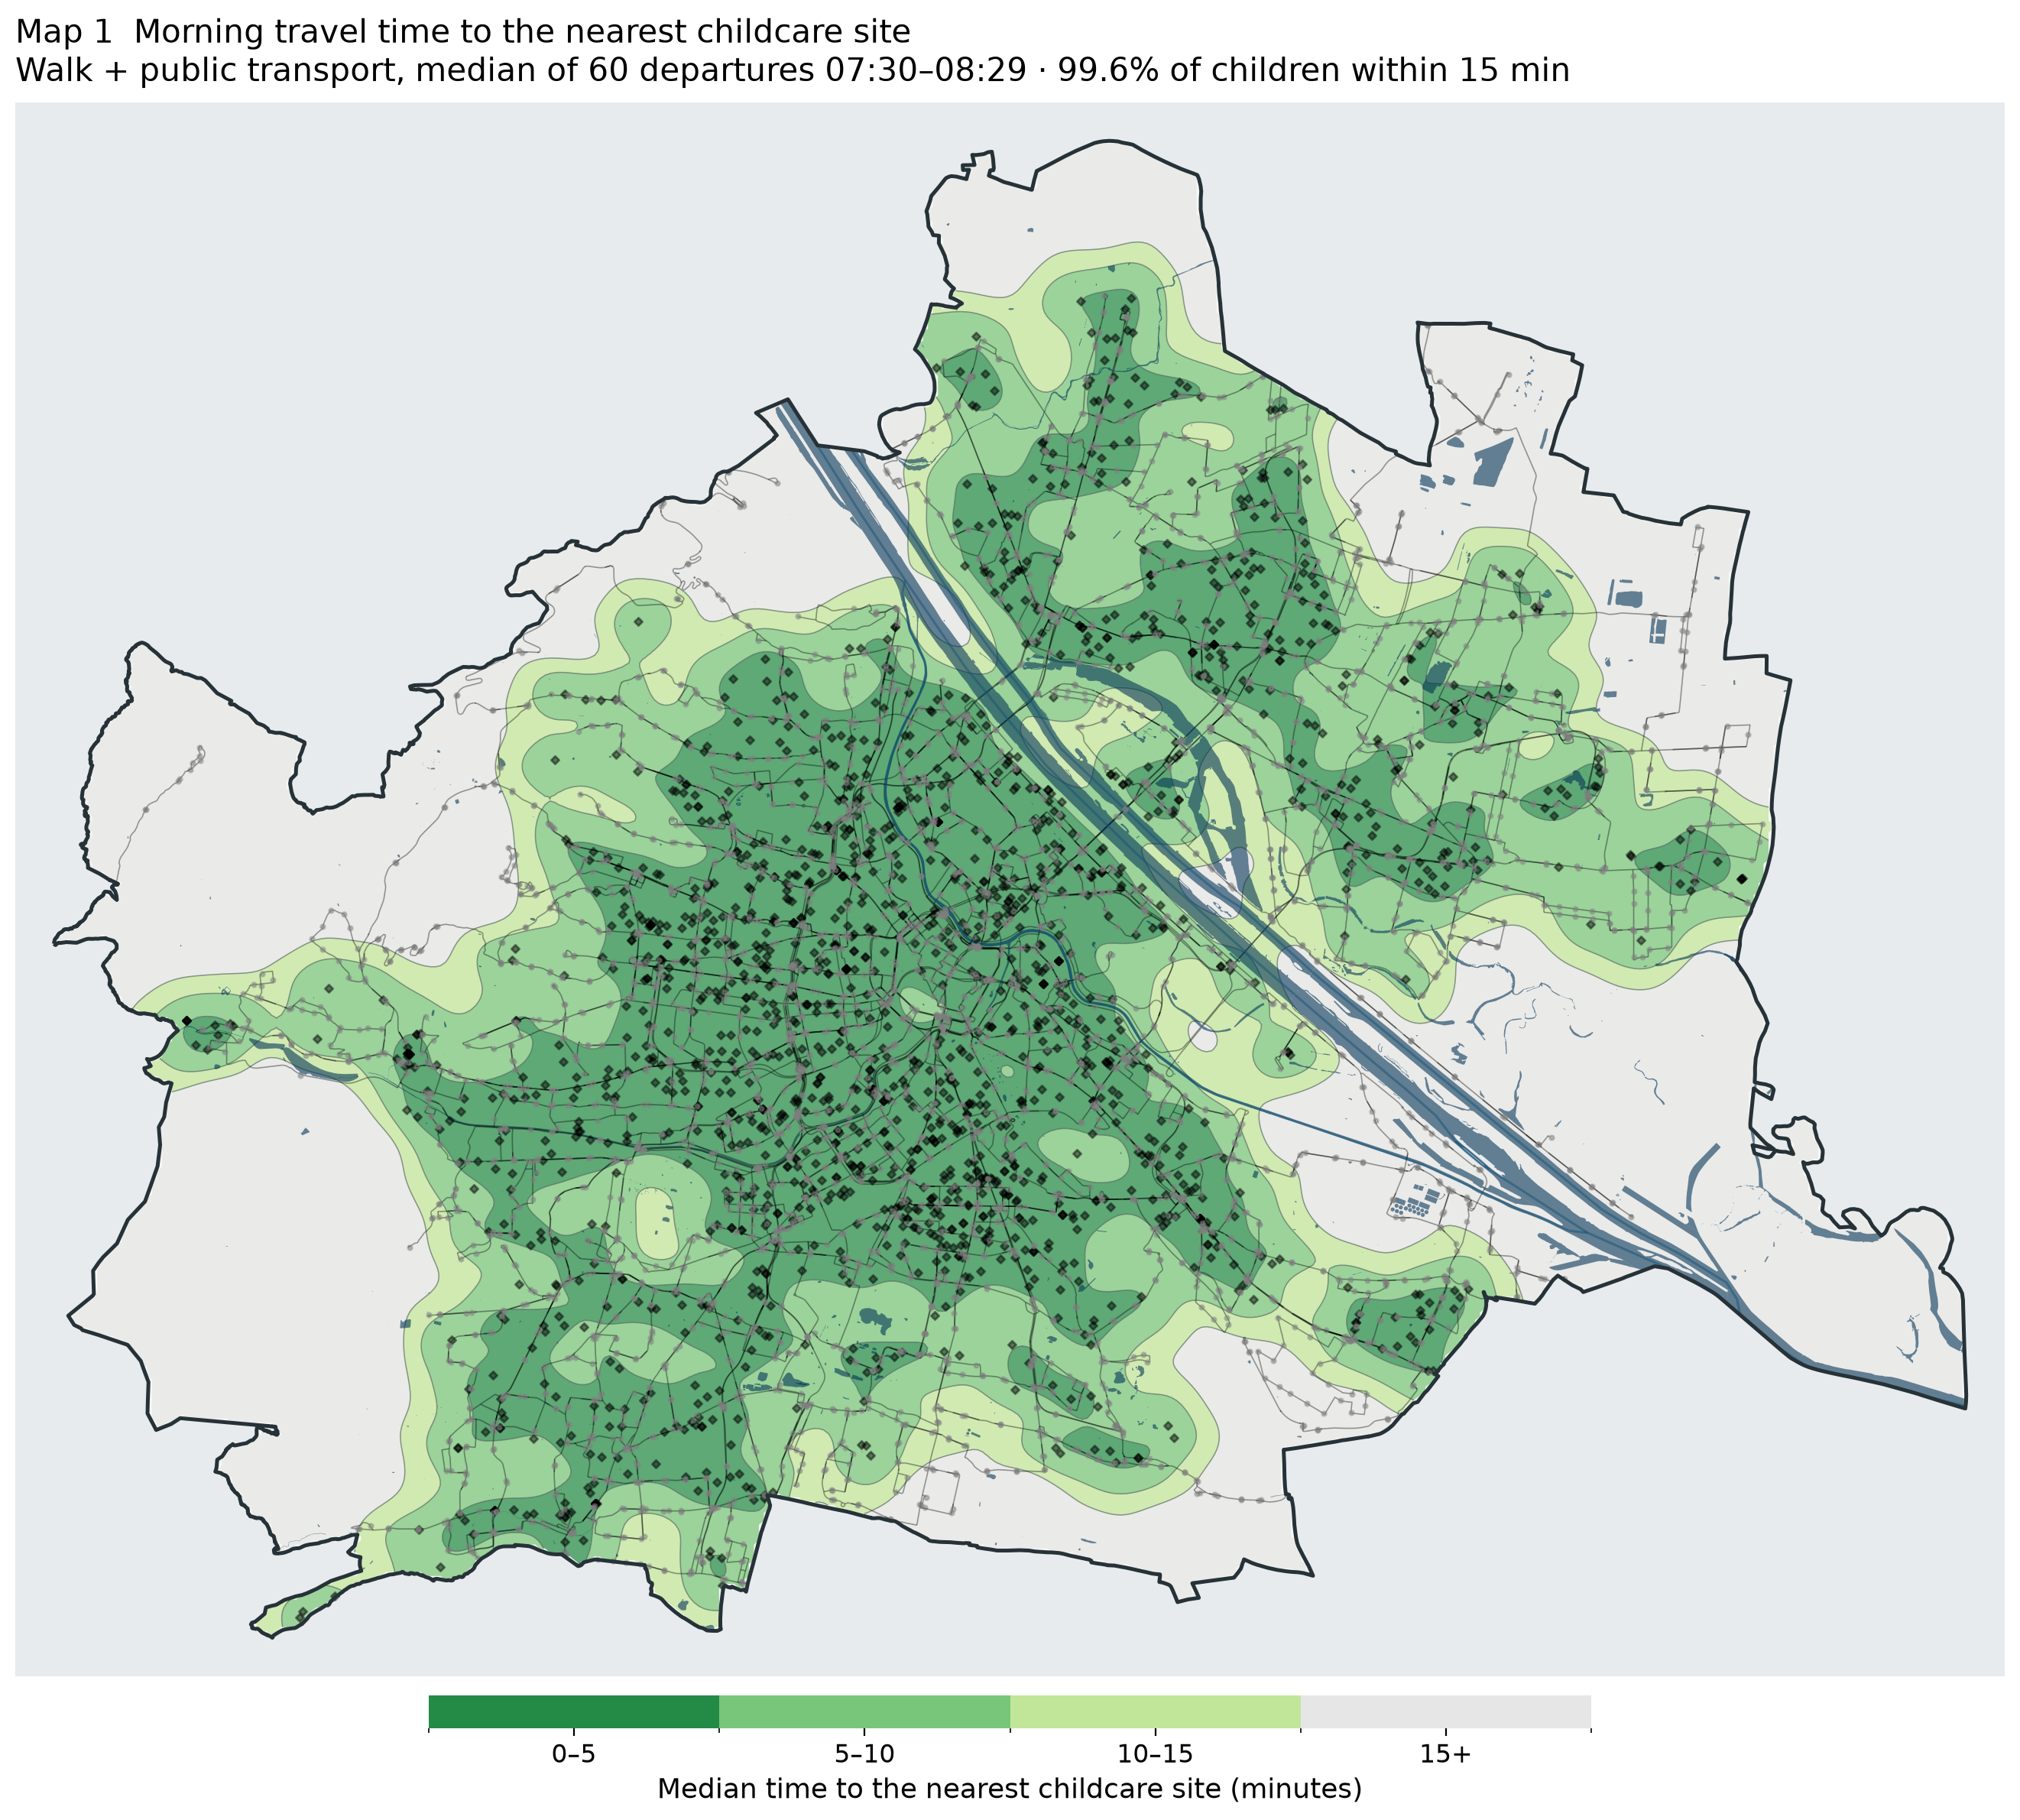 Map 1  Morning travel time to the nearest childcare site
Walk + public transport, median of 60 departures 07:30–08:29 · 99.6% of children within 15 min
0–5 5–10 10–15 15+
Median time to the nearest childcare site (minutes)